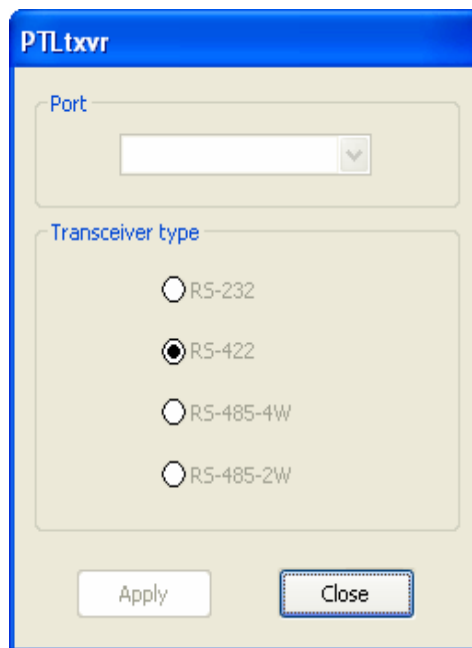 PTLtxvr
Port
Transceiver type
RS-232
RS-422
RS-485-4W
RS-485-2W
Apply
Close